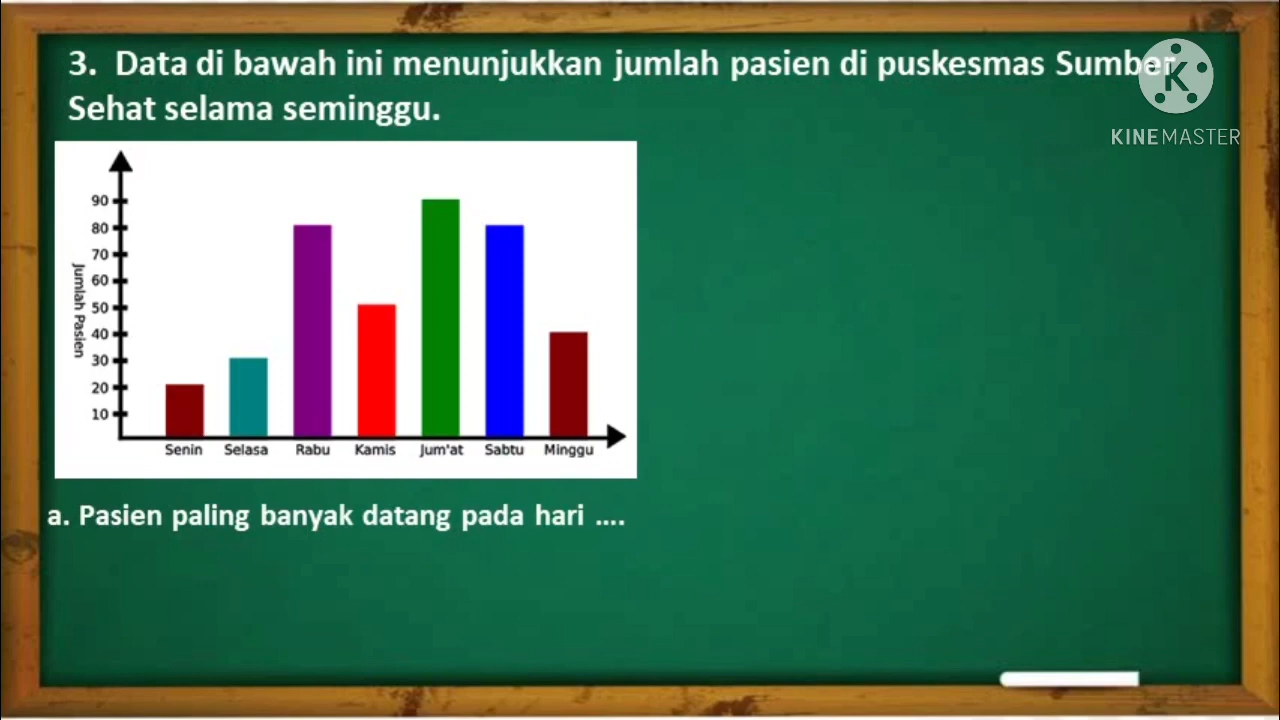 3. Data di bawah ini menunjukkan jumlah pasien di puskesmas Sumber
Sehat selama seminggu.
K
KINEMASTER
Jumlah Pasien
90
80
70
60
50
40
30
20
10
Senin Selasa Rabu Kamis Jum'at Sabtu Minggu
a. Pasien paling banyak datang pada hari ....